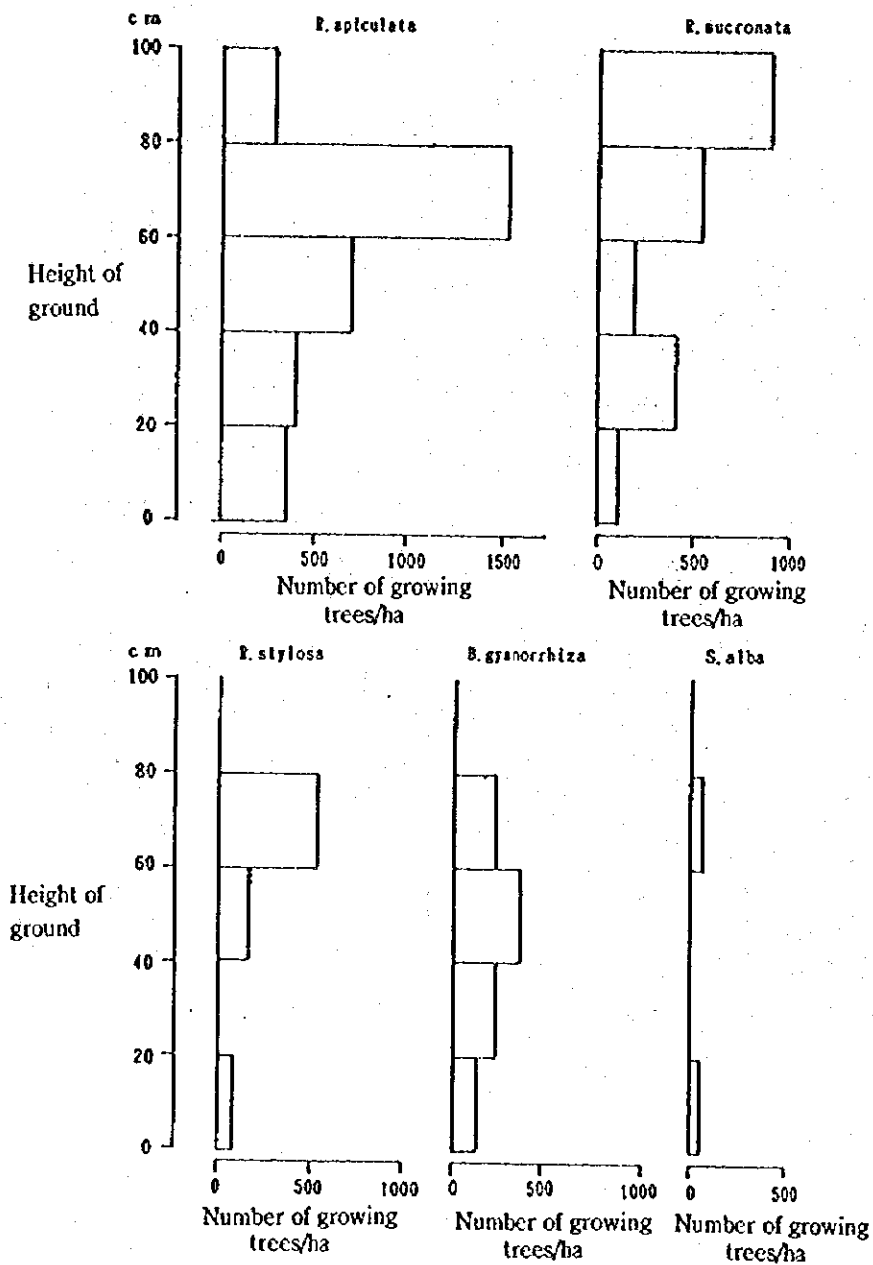 cm
R. apiculata
R. mucronata
100
80
60
40
20
0
Height of
ground
0 500 1000 1500
Number of growing
trees/ha
0 500 1000
Number of growing
trees/ha
cm
R. stylosa
B. gymnorrhiza
S. alba
100
80
60
40
20
0
Height of
ground
0 500 1000
Number of growing
trees/ha
0 500 1000
Number of growing
trees/ha
0 500
Number of growing
trees/ha